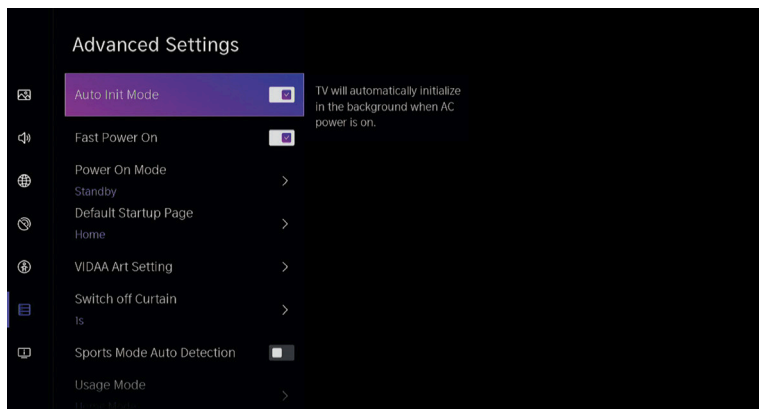 Advanced Settings
Auto Init Mode
TV will automatically initialize
in the background when AC
power is on.
Fast Power On
Power On Mode
Standby
Default Startup Page
Home
VIDAA Art Setting
Switch off Curtain
1s
Sports Mode Auto Detection
Usage Mode